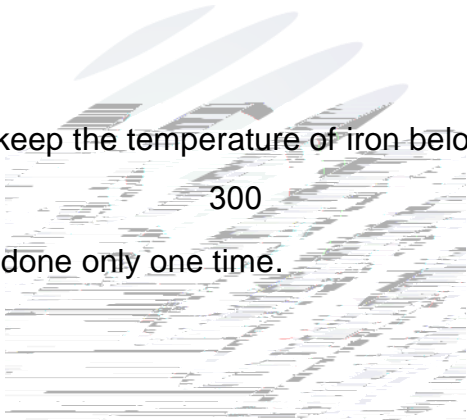 keep the temperature of iron belo
300
done only one time.